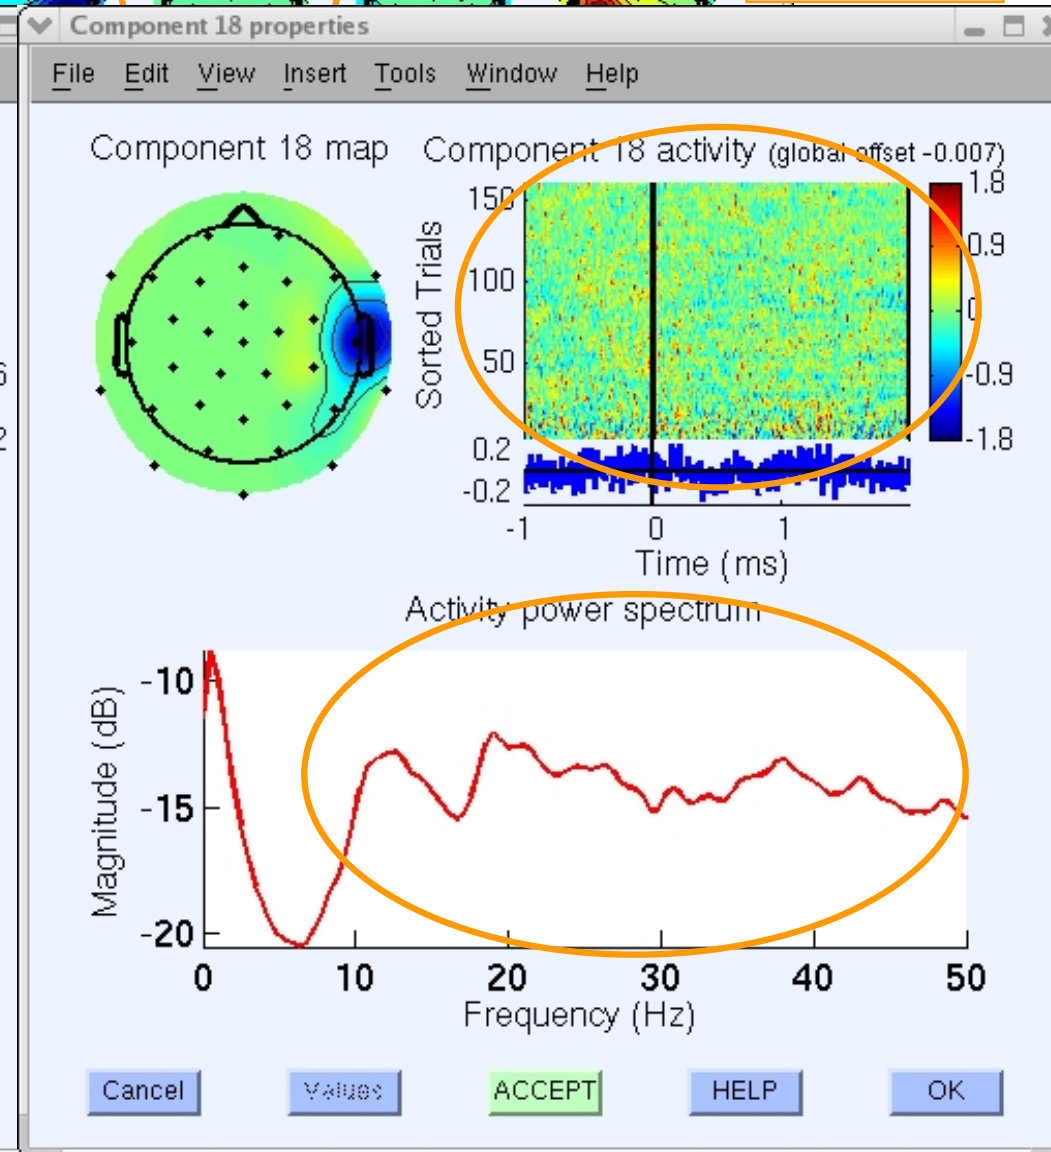 Component 18 properties
File Edit View Insert Tools Window Help
Component 18 map
Component 18 activity (global offset -0.007)
Sorted Trials
150
100
50
0.2
-0.2
-1 0 1
Time (ms)
1.8
0.9
0
-0.9
-1.8
6
2
Activity power spectrum
Magnitude (dB)
-10
-15
-20
0 10 20 30 40 50
Frequency (Hz)
Cancel Values ACCEPT HELP OK